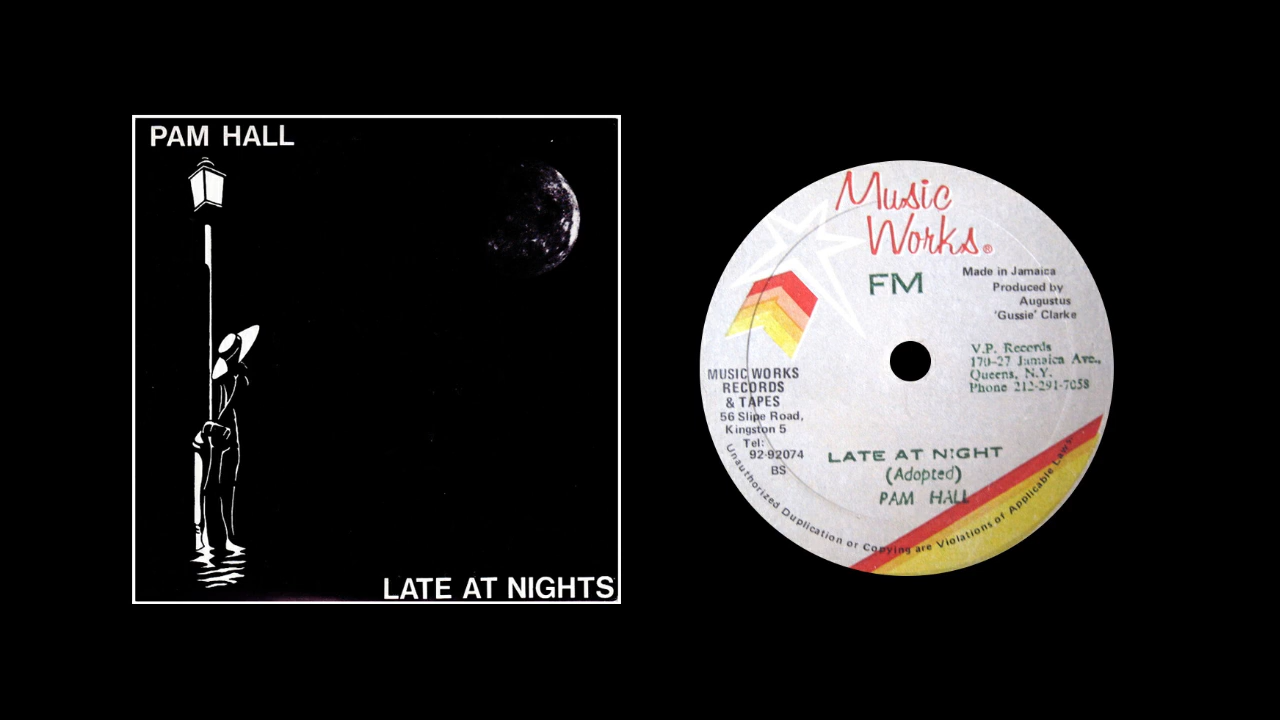 PAM HALL
LATE AT NIGHTS
Music
Works®
FM
Made in Jamaica
Produced by
Augustus
'Gussie' Clarke
V.P. Records
170-27 Jamaica Ave.,
Queens, N.Y.
Phone 212-291-7058
MUSIC WORKS
RECORDS
& TAPES
56 Slipe Road,
Kingston 5
Tel:
92-92074
BS
LATE AT NIGHT
(Adopted)
PAM HALL
Unauthorized Duplication or Copying are Violations of Applicable Laws